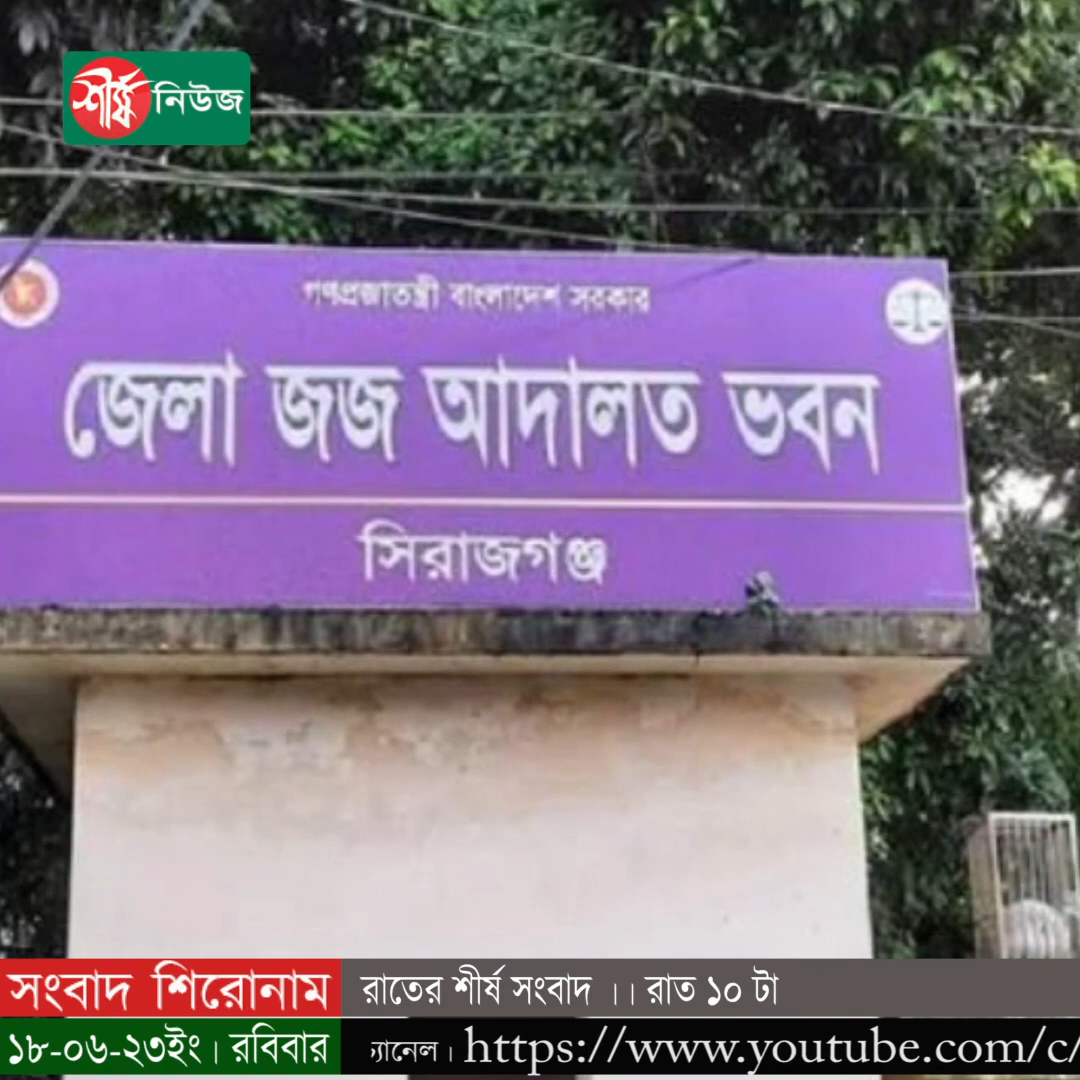 শীর্ষ নিউজ
গণপ্রজাতন্ত্রী বাংলাদেশ সরকার
জেলা জজ আদালত ভবন
সিরাজগঞ্জ
সংবাদ শিরোনাম
রাতের শীর্ষ সংবাদ ।। রাত ১০ টা
১৮-০৬-২৩ইং। রবিবার
্যানেল। https://www.youtube.com/c/